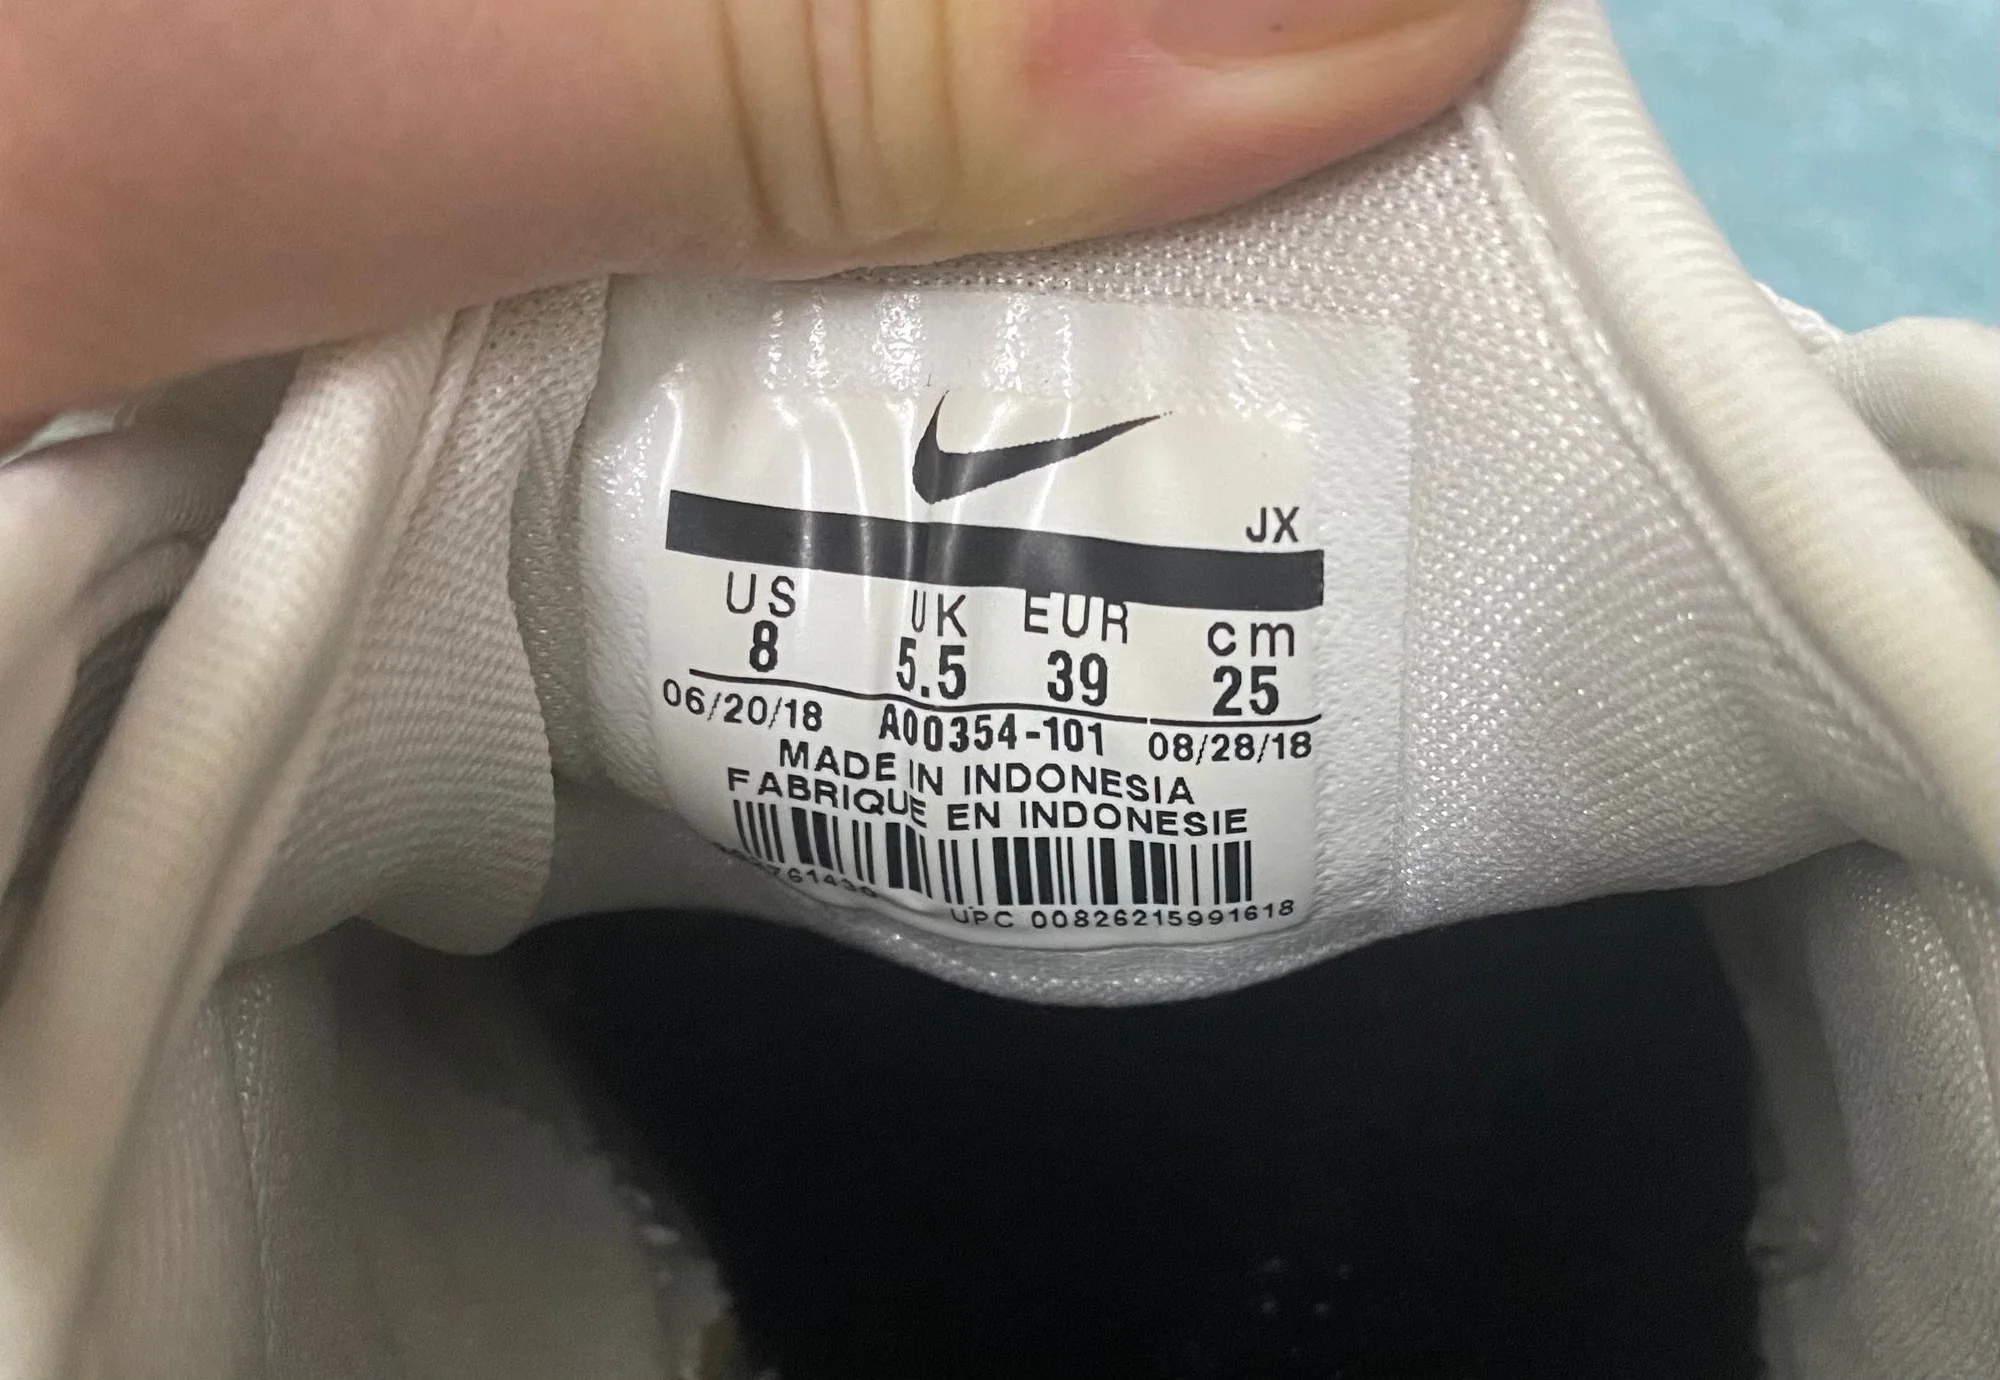 JX
US UK EUR cm
8 5.5 39 25
06/20/18 AO0354-101 08/28/18
MADE IN INDONESIA
FABRIQUE EN INDONESIE
UPC 00826215991618